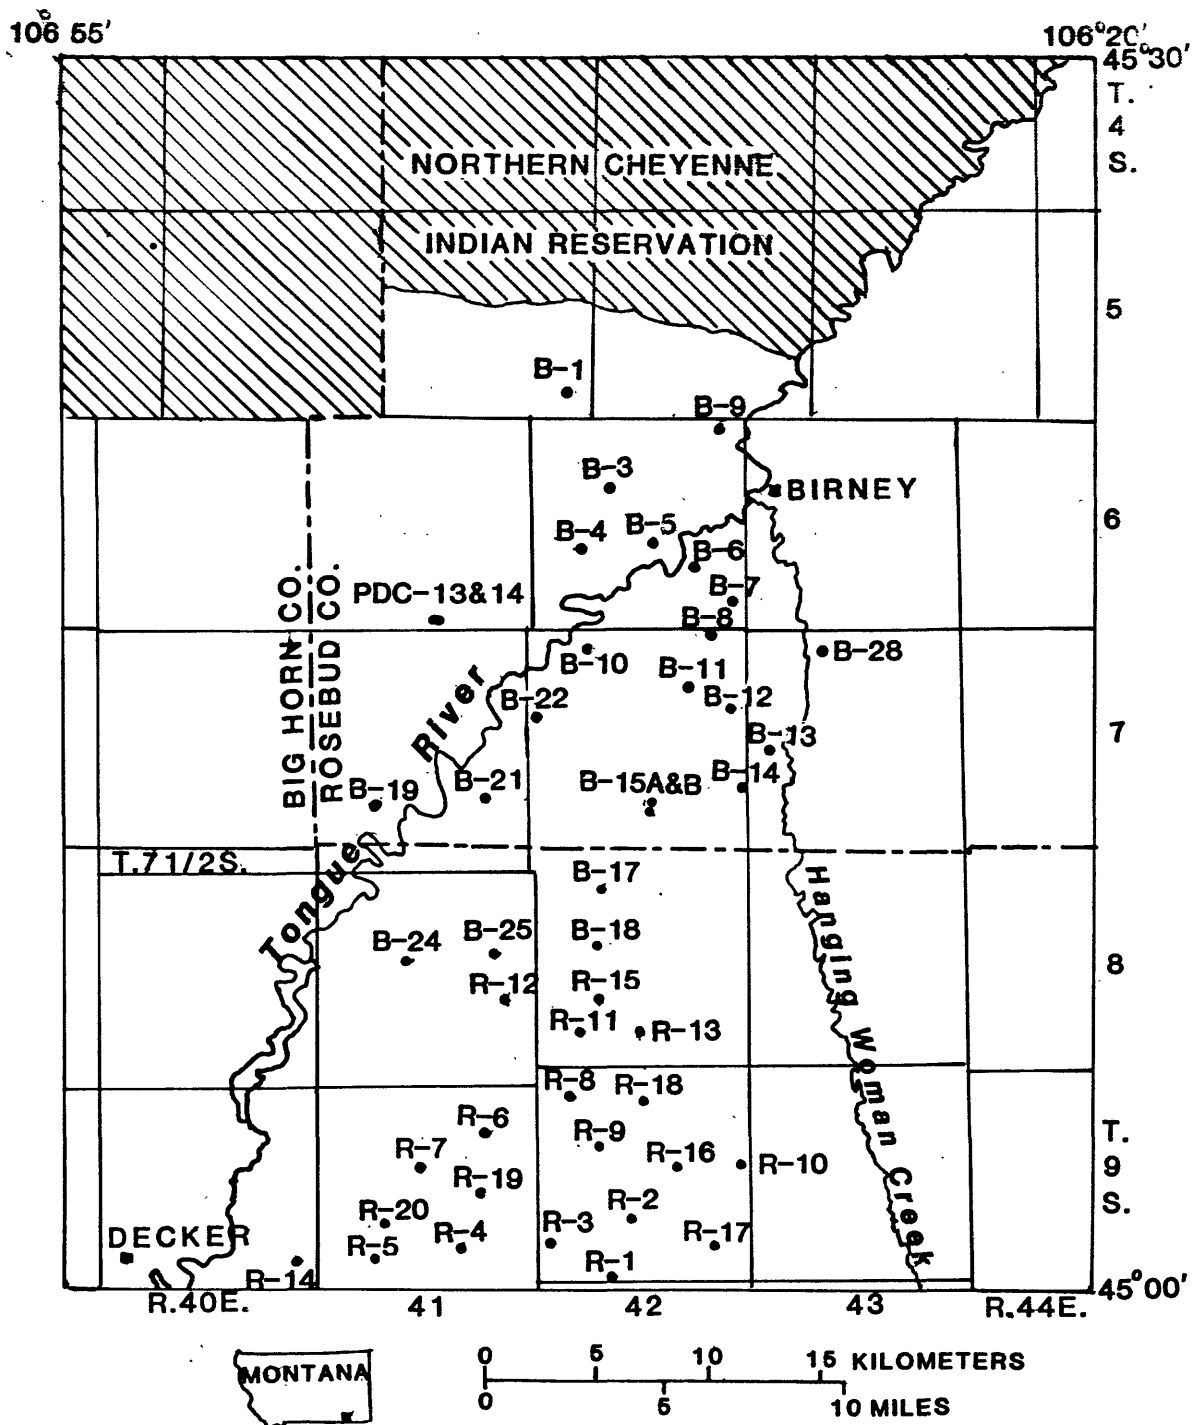 106 55'
106°20'
45°30'
T.
4
S.
NORTHERN CHEYENNE
INDIAN RESERVATION
5
B-1
B-9
B-3
BIRNEY
B-4
B-5
6
B-6
PDC-13&14
B-7
B-8
BIG HORN CO.
ROSEBUD CO.
B-10
B-28
B-11
B-22
B-12
River
7
B-13
B-14
B-15A&B
B-19
B-21
T.71/2S.
Tongue
B-17
Hanging Woman Creek
B-24
B-25
B-18
8
R-12
R-15
R-11
R-13
R-8
R-18
R-6
R-9
T.
9
S.
R-7
R-16
R-10
R-19
R-20
R-2
R-3
DECKER
R-5
R-4
R-17
R-14
R-1
45°00'
R.40E.
41
42
43
R.44E.
MONTANA
0 5 10 15 KILOMETERS
0 5 10 MILES